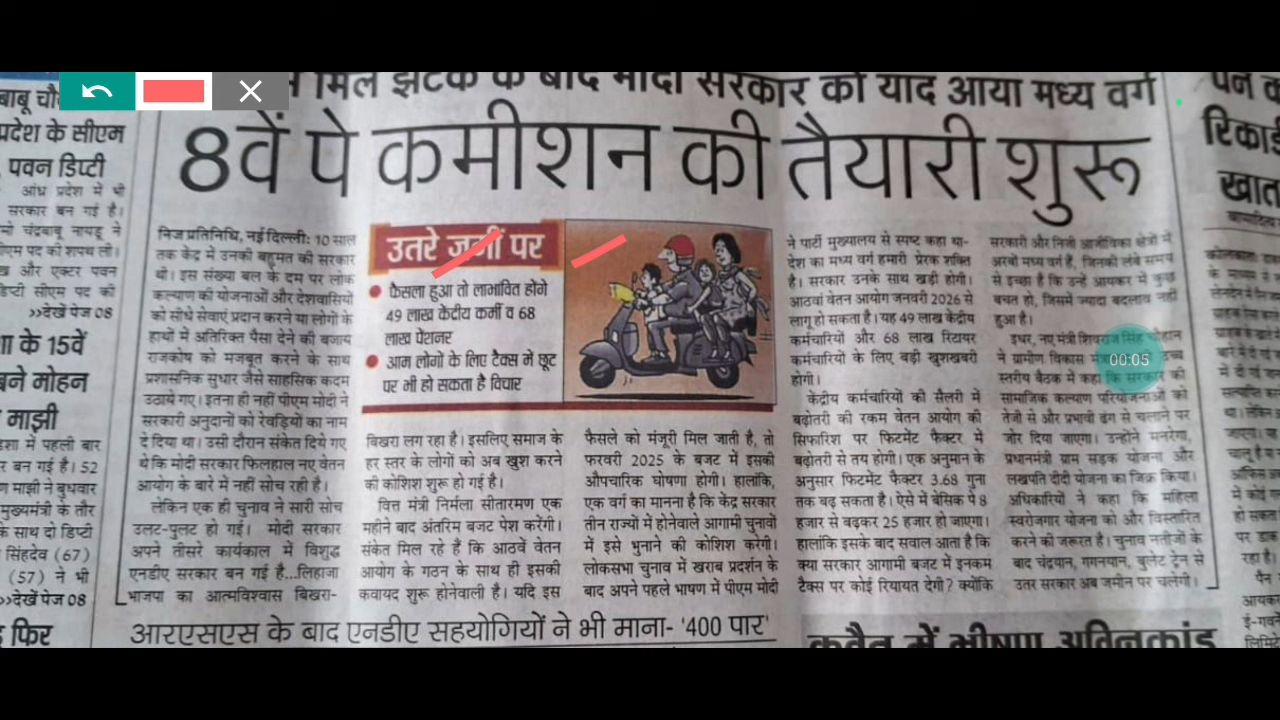 मिले झटके के बाद मोदी सरकार को याद आया मध्य वर्ग
8वें पे कमीशन की तैयारी शुरू
बाबू चौ
प्रदेश के सीएम
पवन डिप्टी
आंध्र प्रदेश में भी
सरकार बन गई है।
चंद्रबाबू नायडू ने
सीएम पद की शपथ ली।
और एक्टर पवन
डिप्टी सीएम पद की
>>देखें पेज 08
के 15वें
बने मोहन
माझी
में पहली बार
बन गई है। 52
माझी ने बुधवार
मुख्यमंत्री के तौर
के साथ दो डिप्टी
सिंहदेव (67)
(57) ने भी
>>देखें पेज 08
फिर
निज प्रतिनिधि, नई दिल्ली: 10 साल
तक केंद्र में उनकी बहुमत की सरकार
थी। इस संख्या बल के दम पर लोक
कल्याण की योजनाओं और देशवासियों
को सीधे सेवाएं प्रदान करने या लोगों के
हाथों में अतिरिक्त पैसा देने की बजाय
राजकोष को मजबूत करने के साथ
प्रशासनिक सुधार जैसे साहसिक कदम
उठाये गए। इतना ही नहीं पीएम मोदी ने
सरकारी अनुदानों को रेवड़ियों का नाम
दे दिया था। उसी दौरान संकेत दिये गए
थे कि मोदी सरकार फिलहाल नए वेतन
आयोग के बारे में नहीं सोच रही है।
लेकिन एक ही चुनाव ने सारी सोच
उलट-पुलट हो गई। मोदी सरकार
अपने तीसरे कार्यकाल में विशुद्ध
एनडीए सरकार बन गई है...लिहाजा
भाजपा का आत्मविश्वास बिखरा-
उतरे जमीं पर
• फैसला हुआ तो लाभांवित होंगे
49 लाख केंद्रीय कर्मी व 68
लाख पेंशनर
• आम लोगों के लिए टैक्स में छूट
पर भी हो सकता है विचार
बिखरा लग रहा है। इसलिए समाज के
हर स्तर के लोगों को अब खुश करने
की कोशिश शुरू हो गई है।
वित्त मंत्री निर्मला सीतारमण एक
महीने बाद अंतरिम बजट पेश करेंगी।
संकेत मिल रहे हैं कि आठवें वेतन
आयोग के गठन के साथ ही इसकी
कवायद शुरू होनेवाली है। यदि इस
फैसले को मंजूरी मिल जाती है, तो
फरवरी 2025 के बजट में इसकी
औपचारिक घोषणा होगी। हालांकि,
एक वर्ग का मानना है कि केंद्र सरकार
तीन राज्यों में होनेवाले आगामी चुनावों
में इसे भुनाने की कोशिश करेगी।
लोकसभा चुनाव में खराब प्रदर्शन के
बाद अपने पहले भाषण में पीएम मोदी
ने पार्टी मुख्यालय से स्पष्ट कहा था-
देश का मध्य वर्ग हमारी प्रेरक शक्ति
है। सरकार उनके साथ खड़ी होगी।
आठवां वेतन आयोग जनवरी 2026 से
लागू हो सकता है। यह 49 लाख केंद्रीय
कर्मचारियों और 68 लाख रिटायर
कर्मचारियों के लिए बड़ी खुशखबरी
होगी।
केंद्रीय कर्मचारियों की सैलरी में
बढ़ोतरी की रकम वेतन आयोग की
सिफारिश पर फिटमेंट फैक्टर में
बढ़ोतरी से तय होगी। एक अनुमान के
अनुसार फिटमेंट फैक्टर 3.68 गुना
तक बढ़ सकता है। ऐसे में बेसिक पे 8
हजार से बढ़कर 25 हजार हो जाएगा।
हालांकि इसके बाद सवाल आता है कि
क्या सरकार आगामी बजट में इनकम
टैक्स पर कोई रियायत देगी? क्योंकि
सरकारी और निजी आजीविका क्षेत्रों में
अरबों मध्य वर्ग हैं, जिनकी लंबे समय
से इच्छा है कि उन्हें आयकर में कुछ
बचत हो, जिसमें ज्यादा बदलाव नहीं
हुआ है।
इधर, नए मंत्री शिवराज सिंह चौहान
ने ग्रामीण विकास उच्च
स्तरीय बैठक में कहा कि सरकार की
सामाजिक कल्याण परियोजनाओं को
तेजी से और प्रभावी ढंग से चलाने पर
जोर दिया जाएगा। उन्होंने मनरेगा,
प्रधानमंत्री ग्राम सड़क योजना और
लखपति दीदी योजना का जिक्र किया।
अधिकारियों ने कहा कि महिला
स्वरोजगार योजना को और विस्तारित
करने की जरूरत है। चुनाव नतीजों के
बाद चंद्रयान, गगनयान, बुलेट ट्रेन से
उतर सरकार अब जमीन पर चलेगी।
00:05
आरएसएस के बाद एनडीए सहयोगियों ने भी माना- '400 पार'
कुवैत में भीषण अग्निकांड
रिकार्ड
खात